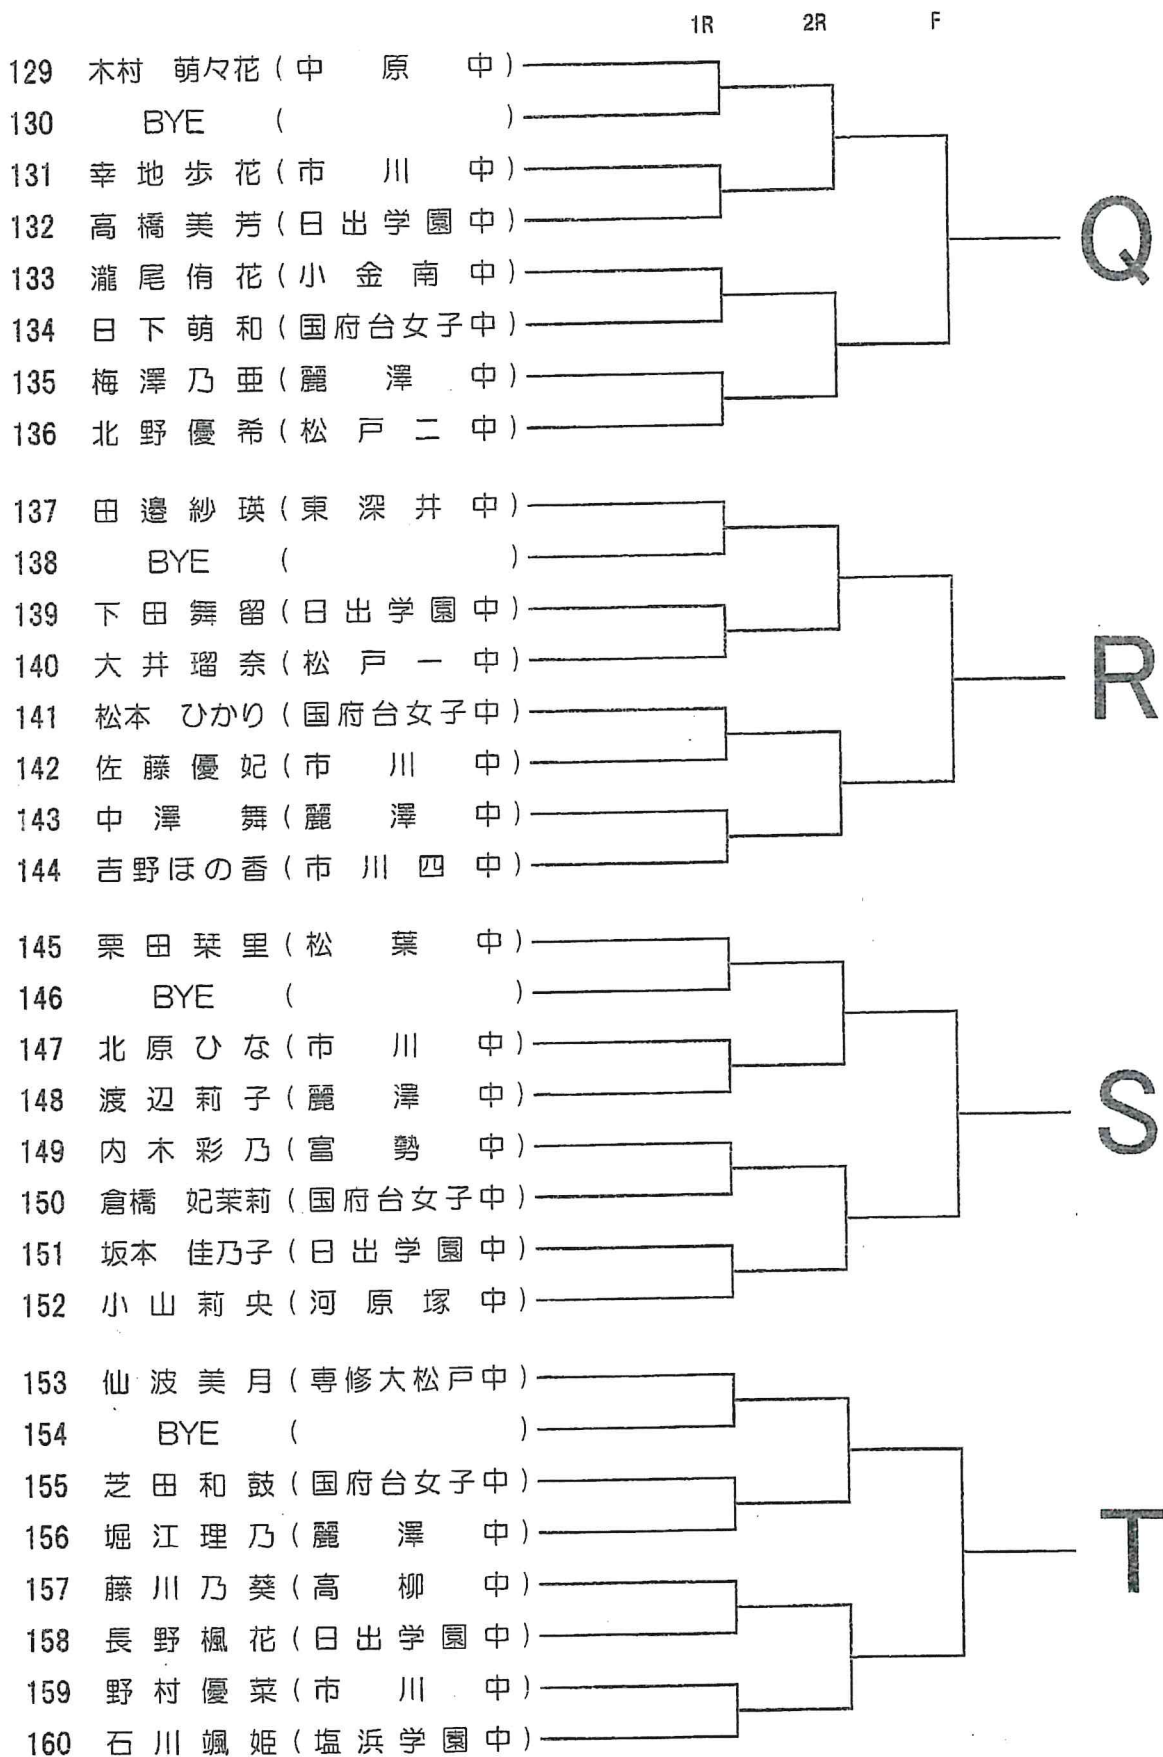 1R 2R F
129 木村 萌々花 (中原中)
130 BYE ( )
131 幸地歩花 (市川中)
132 高橋美芳 (日出学園中)
Q
133 瀧尾侑花 (小金南中)
134 日下萌和 (国府台女子中)
135 梅澤乃亜 (麗澤中)
136 北野優希 (松戸二中)
137 田邉紗瑛 (東深井中)
138 BYE ( )
139 下田舞留 (日出学園中)
140 大井瑠奈 (松戸一中)
R
141 松本 ひかり (国府台女子中)
142 佐藤優妃 (市川中)
143 中澤舞 (麗澤中)
144 吉野ほの香 (市川四中)
145 栗田栞里 (松葉中)
146 BYE ( )
147 北原ひな (市川中)
148 渡辺莉子 (麗澤中)
S
149 内木彩乃 (富勢中)
150 倉橋 妃茉莉 (国府台女子中)
151 坂本 佳乃子 (日出学園中)
152 小山莉央 (河原塚中)
153 仙波美月 (専修大松戸中)
154 BYE ( )
155 芝田和鼓 (国府台女子中)
156 堀江理乃 (麗澤中)
T
157 藤川乃葵 (高柳中)
158 長野楓花 (日出学園中)
159 野村優菜 (市川中)
160 石川颯姫 (塩浜学園中)